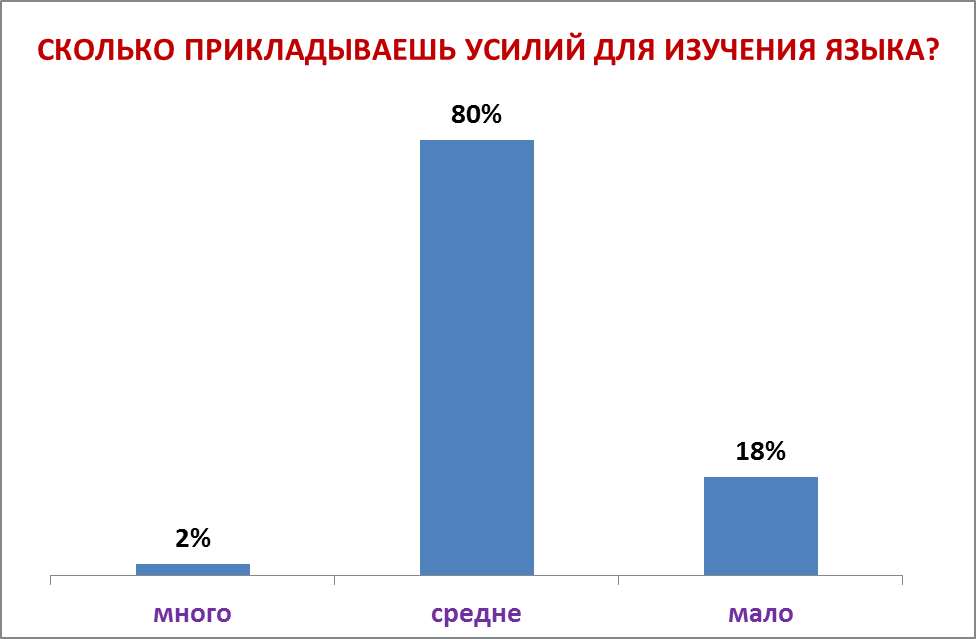 СКОЛЬКО ПРИКЛАДЫВАЕШЬ УСИЛИЙ ДЛЯ ИЗУЧЕНИЯ ЯЗЫКА?
80%
18%
2%
много
средне
мало